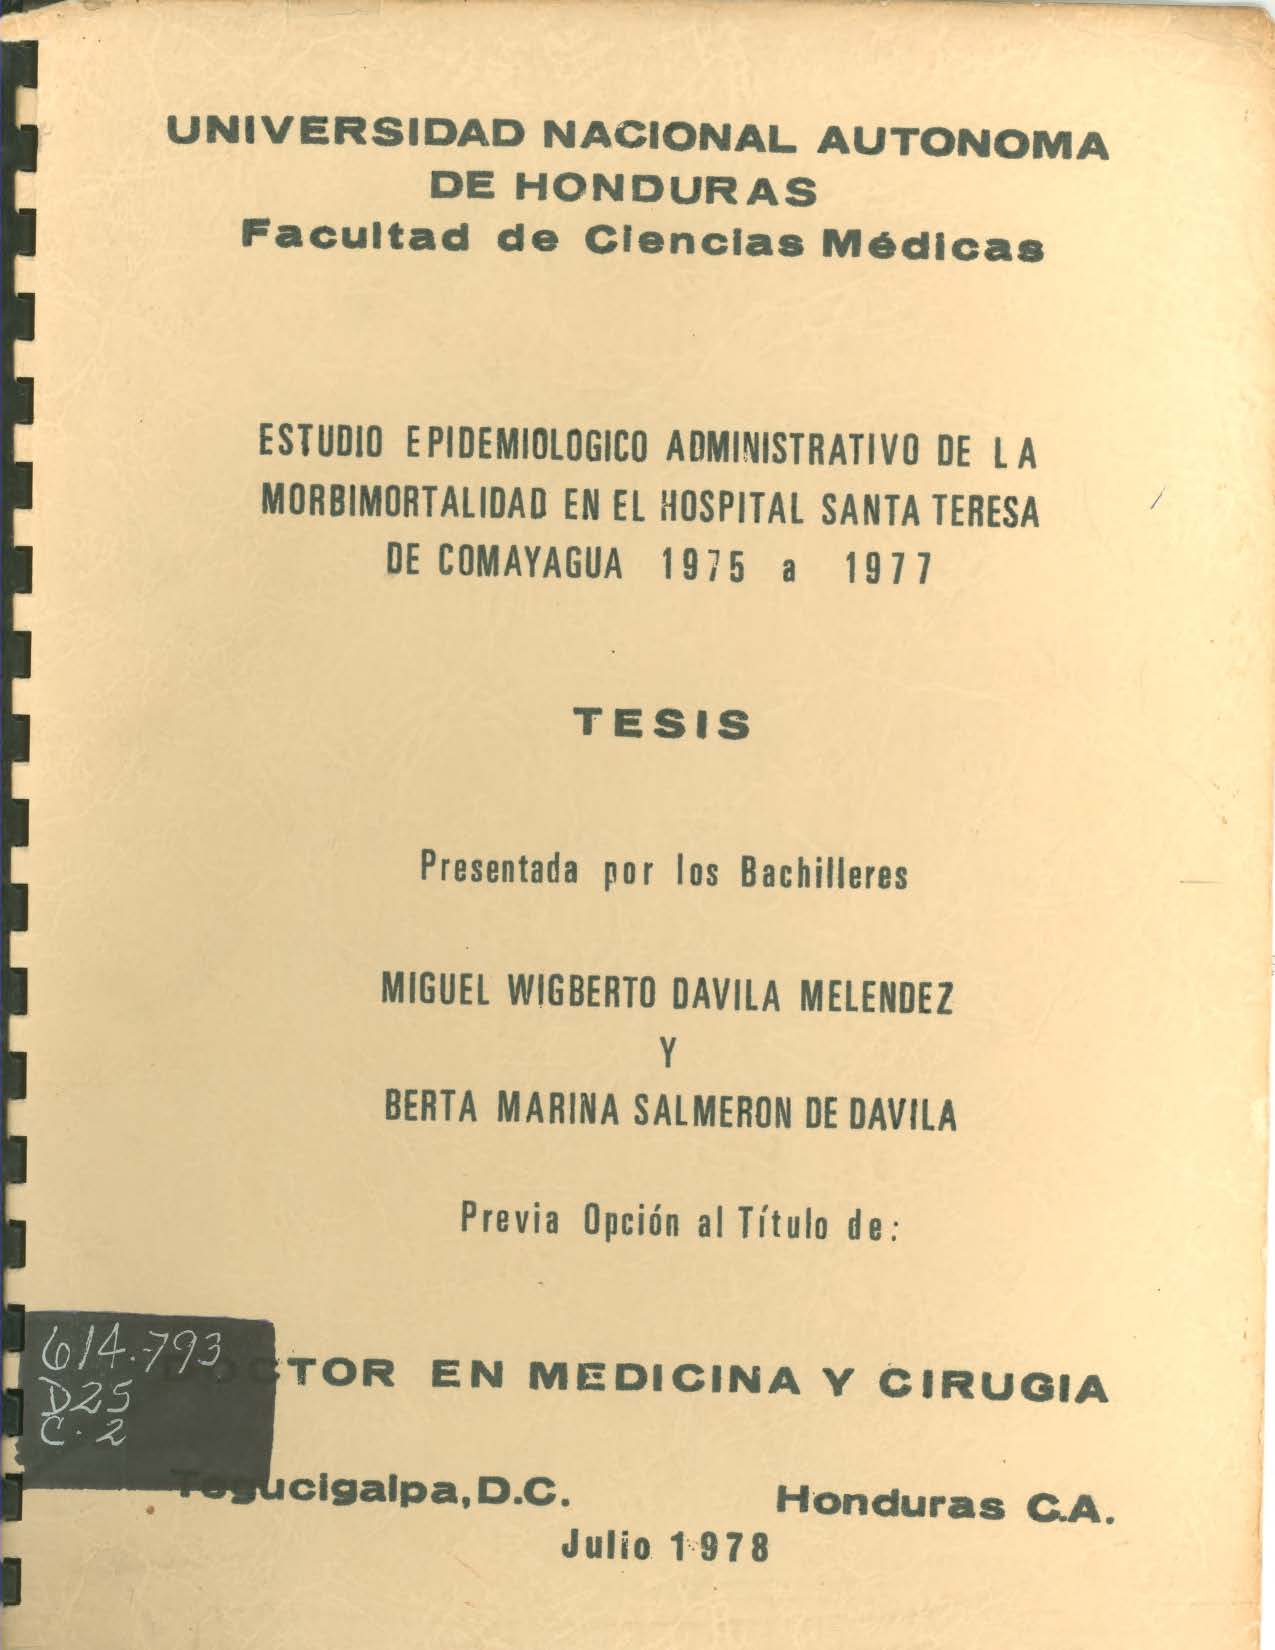 UNIVERSIDAD NACIONAL AUTONOMA
DE HONDURAS
Facultad de Ciencias Médicas
ESTUDIO EPIDEMIOLOGICO ADMINISTRATIVO DE LA
MORBIMORTALIDAD EN EL HOSPITAL SANTA TERESA
DE COMAYAGUA 1975 a 1977
TESIS
Presentada por los Bachilleres
MIGUEL WIGBERTO DAVILA MELENDEZ
Y
BERTA MARINA SALMERON DE DAVILA
Previa Opción al Título de:
DOCTOR EN MEDICINA Y CIRUGIA
614.793
D25
C.2
Tegucigalpa, D.C. Honduras C.A.
Julio 1978